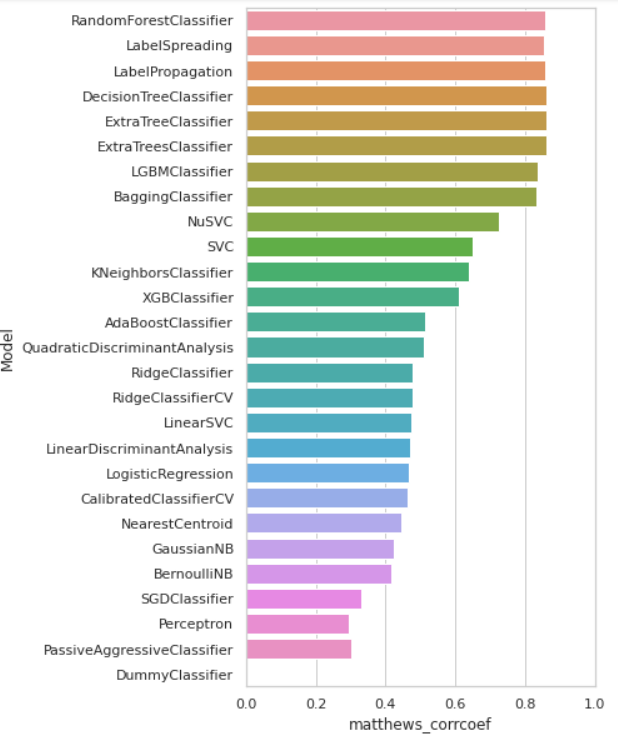 RandomForestClassifier
LabelSpreading
LabelPropagation
DecisionTreeClassifier
ExtraTreeClassifier
ExtraTreesClassifier
LGBMClassifier
BaggingClassifier
NuSVC
SVC
KNeighborsClassifier
XGBClassifier
AdaBoostClassifier
QuadraticDiscriminantAnalysis
RidgeClassifier
RidgeClassifierCV
LinearSVC
LinearDiscriminantAnalysis
LogisticRegression
CalibratedClassifierCV
NearestCentroid
GaussianNB
BernoulliNB
SGDClassifier
Perceptron
PassiveAggressiveClassifier
DummyClassifier
Model
0.0 0.2 0.4 0.6 0.8 1.0
matthews_corrcoef